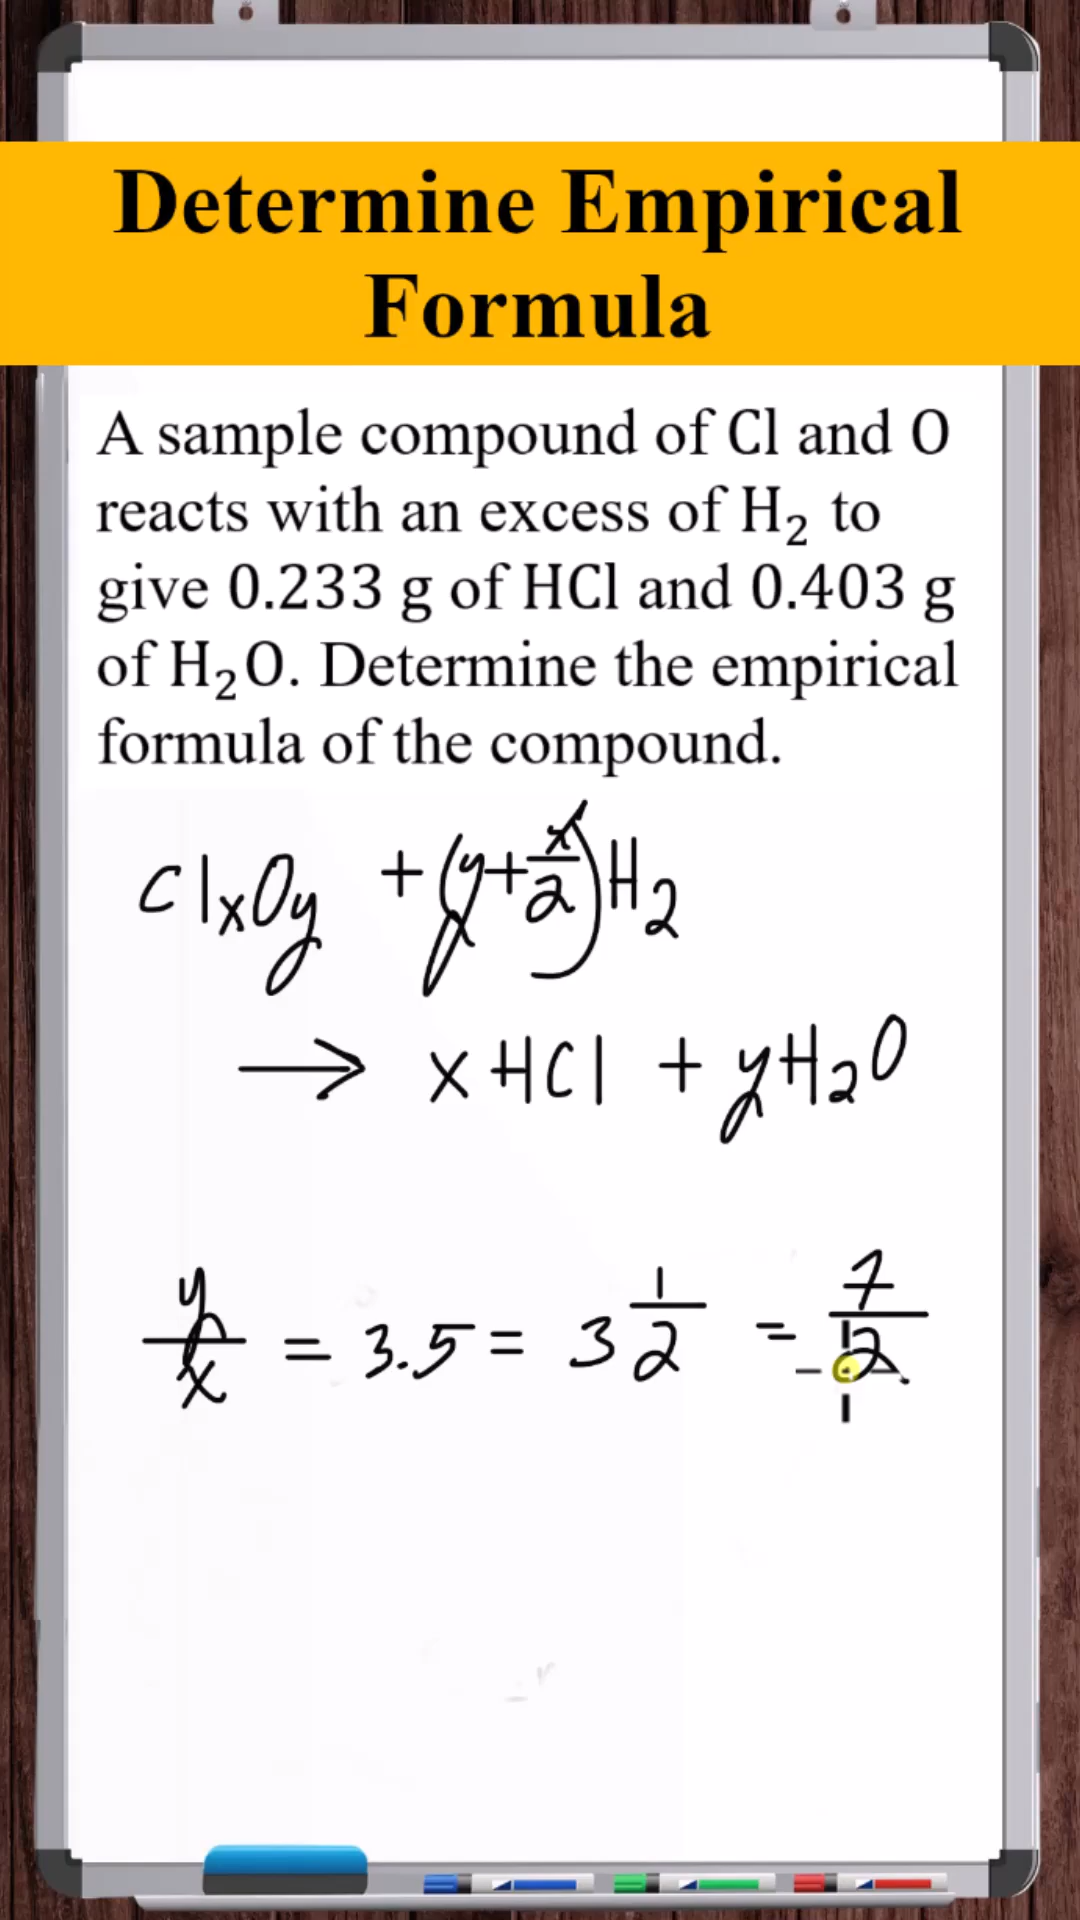 Determine Empirical
Formula
A sample compound of Cl and O
reacts with an excess of H₂ to
give 0.233 g of HCl and 0.403 g
of H₂O. Determine the empirical
formula of the compound.
ClₓOy + (y + x/2) H₂
→ x HCl + y H₂O
y/x = 3.5 = 3 1/2 = 7/2